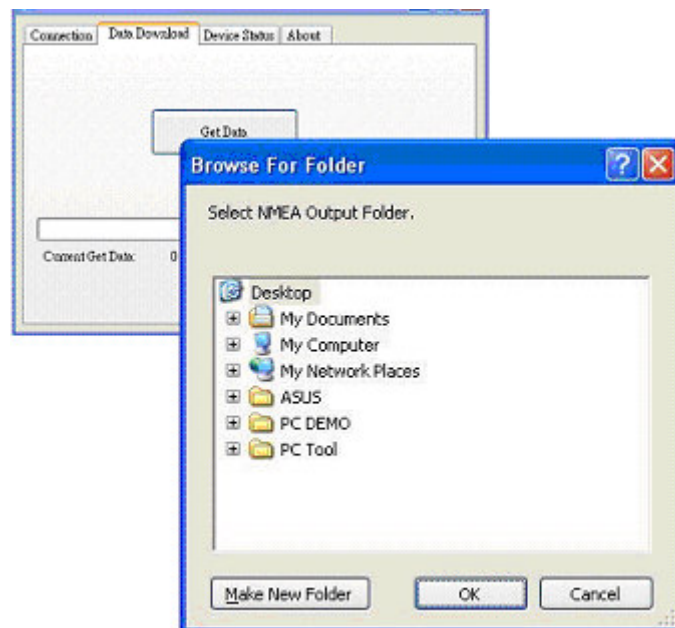 Connection Data Download Device Status About
Get Data
Current Get Data: 0
Browse For Folder
Select NMEA Output Folder.
Desktop
My Documents
My Computer
My Network Places
ASUS
PC DEMO
PC Tool
Make New Folder OK Cancel